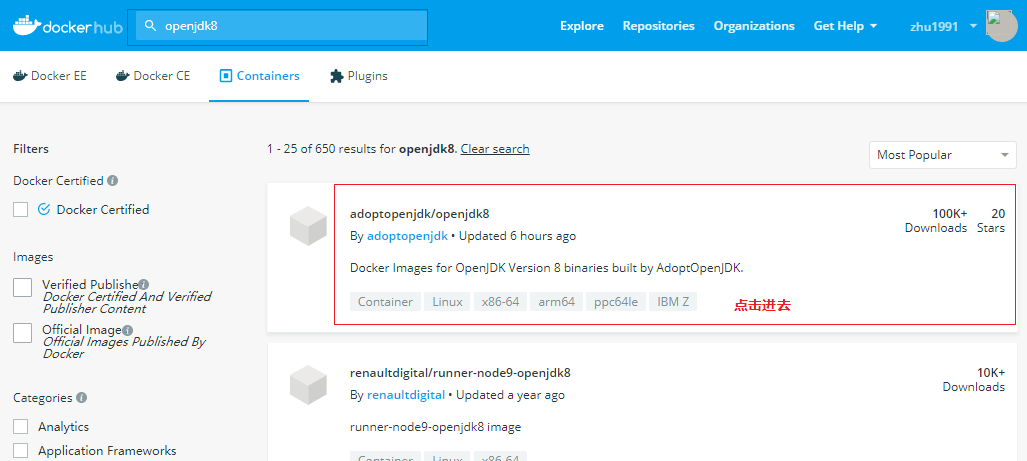 docker hub openjdk8 Explore Repositories Organizations Get Help zhu1991
Docker EE Docker CE Containers Plugins
Filters
1 - 25 of 650 results for openjdk8. Clear search
Most Popular
Docker Certified
Docker Certified
Images
Verified Publishe
Docker Certified And Verified
Publisher Content
Official Image
Official Images Published By
Docker
Categories
Analytics
Application Frameworks
adoptopenjdk/openjdk8
100K+ 20
Downloads Stars
By adoptopenjdk • Updated 6 hours ago
Docker Images for OpenJDK Version 8 binaries built by AdoptOpenJDK.
Container Linux x86-64 arm64 ppc64le IBM Z
点击进去
renaultdigital/runner-node9-openjdk8
10K+
Downloads
By renaultdigital • Updated a year ago
runner-node9-openjdk8 image
Container Linux x86-64